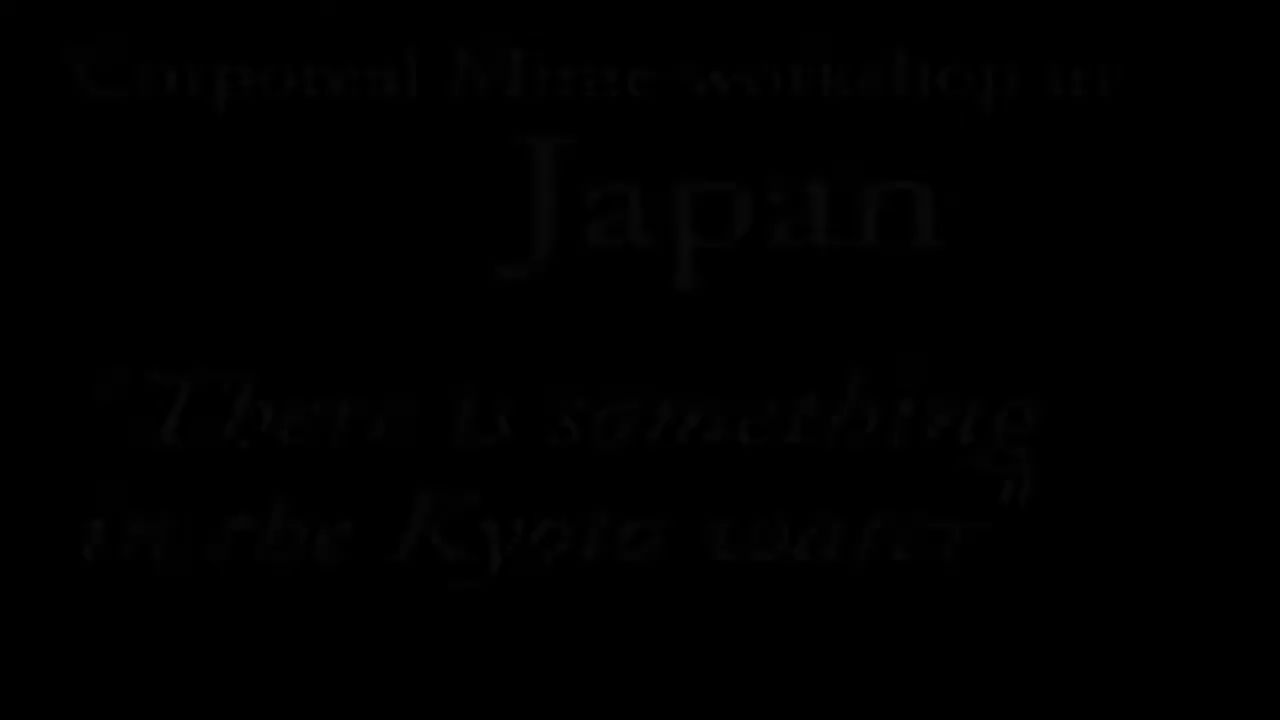 Corporeal Mime workshop in
Japan
"There is something
in the Kyoto water"